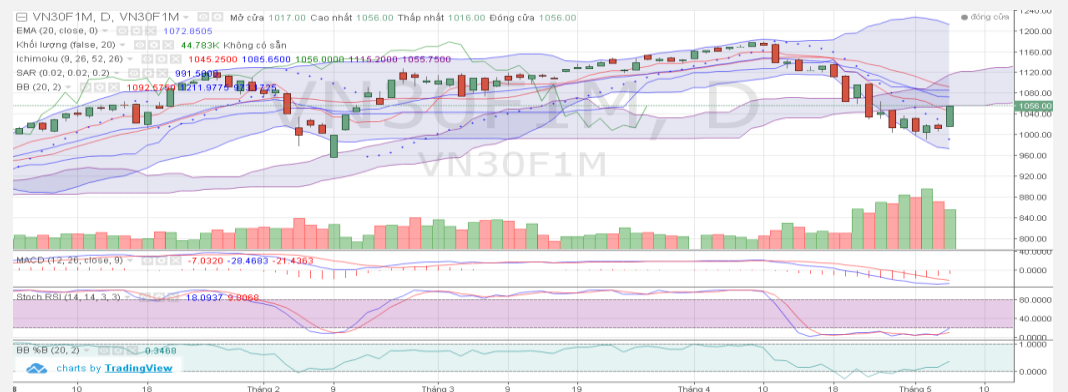 VN30F1M, D, VN30F1M Mở cửa 1017.00 Cao nhất 1056.00 Thấp nhất 1016.00 Đóng cửa 1056.00
đóng cửa
EMA (20, close, 0) 1072.6505
Khối lượng (false, 20) 44.783K Không có sẵn
Ichimoku (9, 26, 52, 26) 1045.2500 1085.6500 1056.0000 1115.2000 1055.7500
SAR (0.02, 0.02, 0.2)
BB (20, 2)
VN30F1M, D
VN30F1M
1240.00
1200.00
1160.00
1120.00
1080.00
1056.00
1040.00
1000.00
960.00
920.00
880.00
840.00
800.00
MACD (12, 26, close, 9) -7.0320 -28.4683 -21.4363
40.0000
0.0000
Stoch RSI (14, 14, 3, 3) 18.0937 9.8068
80.0000
40.0000
0.0000
BB %B (20, 2) 0.3468
1.0000
0.0000
charts by TradingView
10 18 Tháng 2 9 Tháng 3 9 19 Tháng 4 10 18 Tháng 5 10